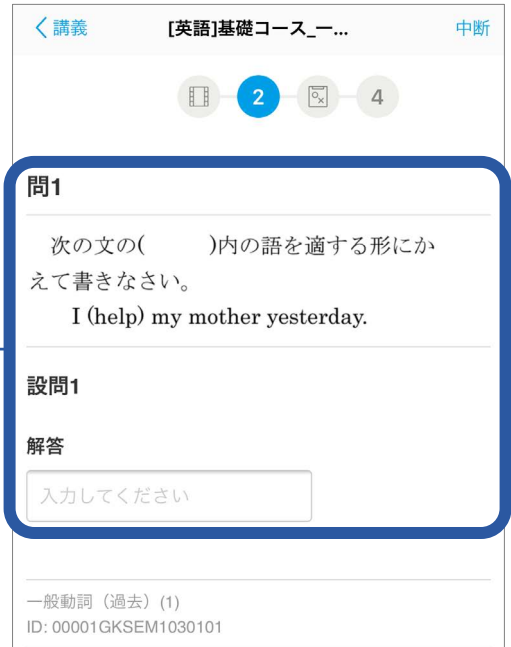 講義 [英語]基礎コース_一... 中断
2 4
問1
次の文の( )内の語を適する形にか
えて書きなさい。
I (help) my mother yesterday.
設問1
解答
入力してください
一般動詞（過去）(1)
ID: 00001GKSEM1030101